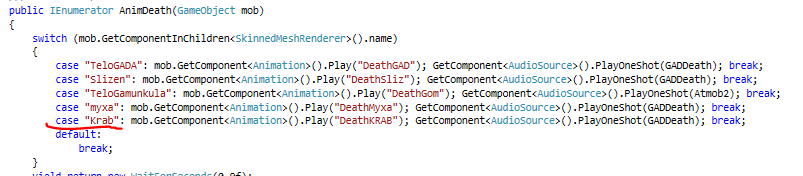 public IEnumerator AnimDeath(GameObject mob)
{
switch (mob.GetComponentInChildren<SkinnedMeshRenderer>().name)
{
case "TeloGADA": mob.GetComponent<Animation>().Play("DeathGAD"); GetComponent<AudioSource>().PlayOneShot(GADDeath); break;
case "Slizen": mob.GetComponent<Animation>().Play("DeathSliz"); GetComponent<AudioSource>().PlayOneShot(GADDeath); break;
case "TeloGamunkula": mob.GetComponent<Animation>().Play("DeathGom"); GetComponent<AudioSource>().PlayOneShot(Atmob2); break;
case "myxa": mob.GetComponent<Animation>().Play("DeathMyxa"); GetComponent<AudioSource>().PlayOneShot(GADDeath); break;
case "Krab": mob.GetComponent<Animation>().Play("DeathKRAB"); GetComponent<AudioSource>().PlayOneShot(GADDeath); break;
default:
break;
}
yield return new WaitForSeconds(0.9f);